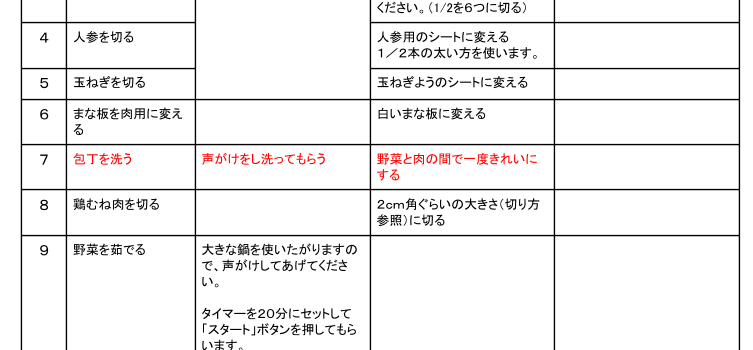 ください。（1/2を６つに切る）
4
人参を切る
人参用のシートに変える
１／２本の太い方を使います。
5
玉ねぎを切る
玉ねぎようのシートに変える
6
まな板を肉用に変え
る
白いまな板に変える
7
包丁を洗う
声がけをし洗ってもらう
野菜と肉の間で一度きれいに
する
8
鶏むね肉を切る
２cm角ぐらいの大きさ（切り方
参照）に切る
9
野菜を茹でる
大きな鍋を使いたがりますの
で、声がけしてあげてくださ
い。
タイマーを２０分にセットして
「スタート」ボタンを押してもら
います。